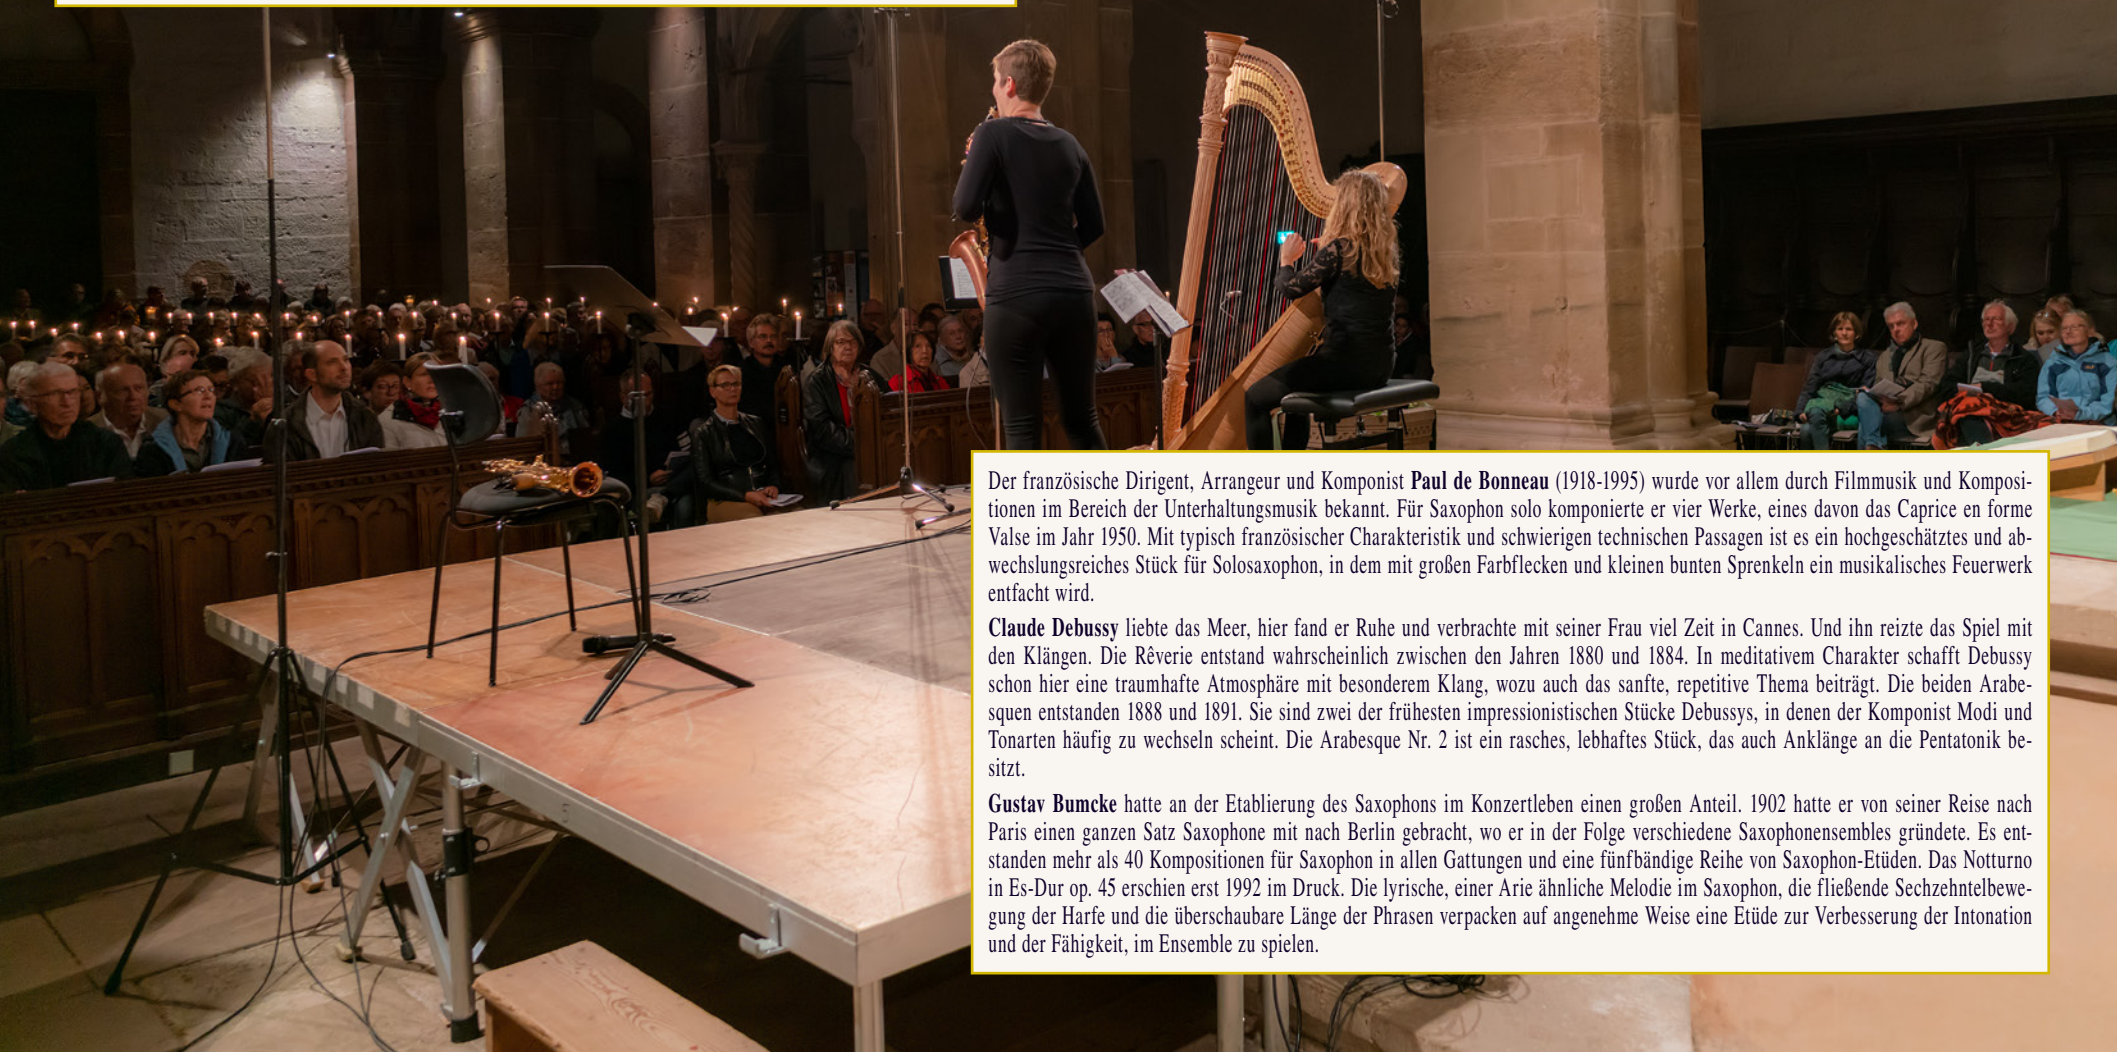 Der französische Dirigent, Arrangeur und Komponist Paul de Bonneau (1918-1995) wurde vor allem durch Filmmusik und Komposi-
tionen im Bereich der Unterhaltungsmusik bekannt. Für Saxophon solo komponierte er vier Werke, eines davon das Caprice en forme
Valse im Jahr 1950. Mit typisch französischer Charakteristik und schwierigen technischen Passagen ist es ein hochgeschätztes und ab-
wechslungsreiches Stück für Solosaxophon, in dem mit großen Farbflecken und kleinen bunten Sprenkeln ein musikalisches Feuerwerk
entfacht wird.
Claude Debussy liebte das Meer, hier fand er Ruhe und verbrachte mit seiner Frau viel Zeit in Cannes. Und ihn reizte das Spiel mit
den Klängen. Die Rêverie entstand wahrscheinlich zwischen den Jahren 1880 und 1884. In meditativem Charakter schafft Debussy
schon hier eine traumhafte Atmosphäre mit besonderem Klang, wozu auch das sanfte, repetitive Thema beiträgt. Die beiden Arabe-
squen entstanden 1888 und 1891. Sie sind zwei der frühesten impressionistischen Stücke Debussys, in denen der Komponist Modi und
Tonarten häufig zu wechseln scheint. Die Arabesque Nr. 2 ist ein rasches, lebhaftes Stück, das auch Anklänge an die Pentatonik be-
sitzt.
Gustav Bumcke hatte an der Etablierung des Saxophons im Konzertleben einen großen Anteil. 1902 hatte er von seiner Reise nach
Paris einen ganzen Satz Saxophone mit nach Berlin gebracht, wo er in der Folge verschiedene Saxophonensembles gründete. Es ent-
standen mehr als 40 Kompositionen für Saxophon in allen Gattungen und eine fünfbändige Reihe von Saxophon-Etüden. Das Notturno
in Es-Dur op. 45 erschien erst 1992 im Druck. Die lyrische, einer Arie ähnliche Melodie im Saxophon, die fließende Sechzehntelbewe-
gung der Harfe und die überschaubare Länge der Phrasen verpacken auf angenehme Weise eine Etüde zur Verbesserung der Intonation
und der Fähigkeit, im Ensemble zu spielen.